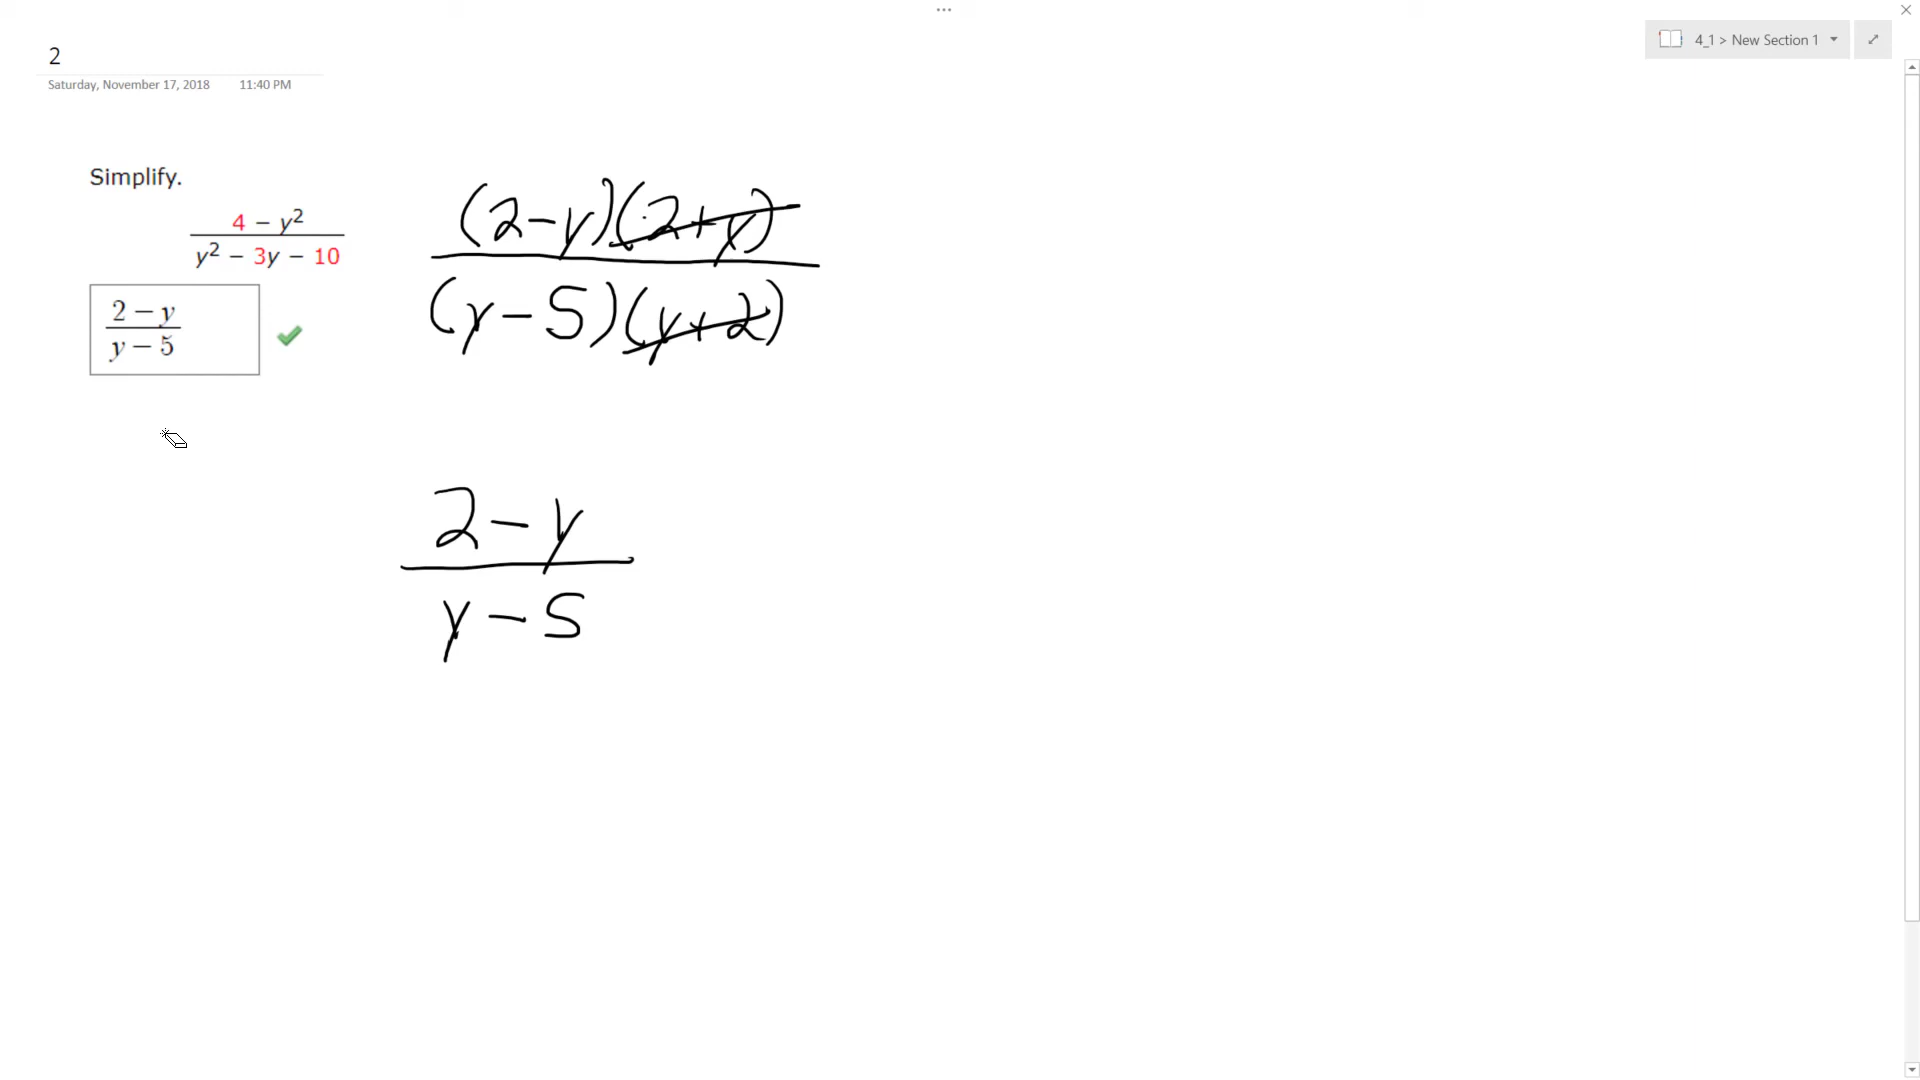 ...
4_1 > New Section 1
2
Saturday, November 17, 2018 11:40 PM
Simplify.
4 − y²
y² − 3y − 10
2 − y
y − 5
(2 − y)(2 + y)
(y − 5)(y + 2)
2 − y
y − 5